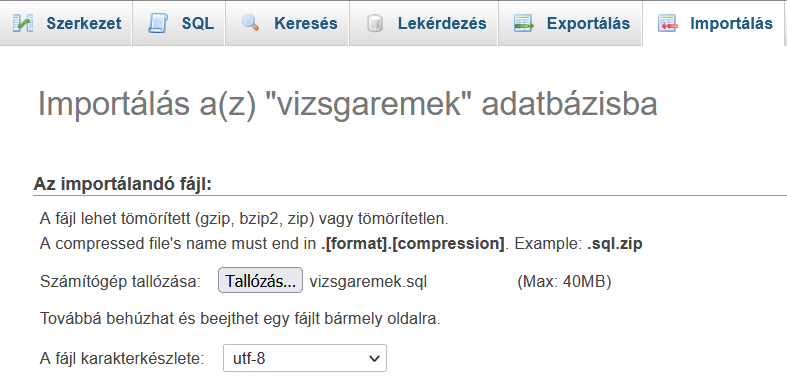 Szerkezet SQL Keresés Lekérdezés Exportálás Importálás
Importálás a(z) "vizsgaremek" adatbázisba
Az importálandó fájl:
A fájl lehet tömörített (gzip, bzip2, zip) vagy tömörítetlen.
A compressed file's name must end in .[format].[compression]. Example: .sql.zip
Számítógép tallózása: Tallózás... vizsgaremek.sql (Max: 40MB)
Továbbá behúzhat és beejthet egy fájlt bármely oldalra.
A fájl karakterkészlete: utf-8